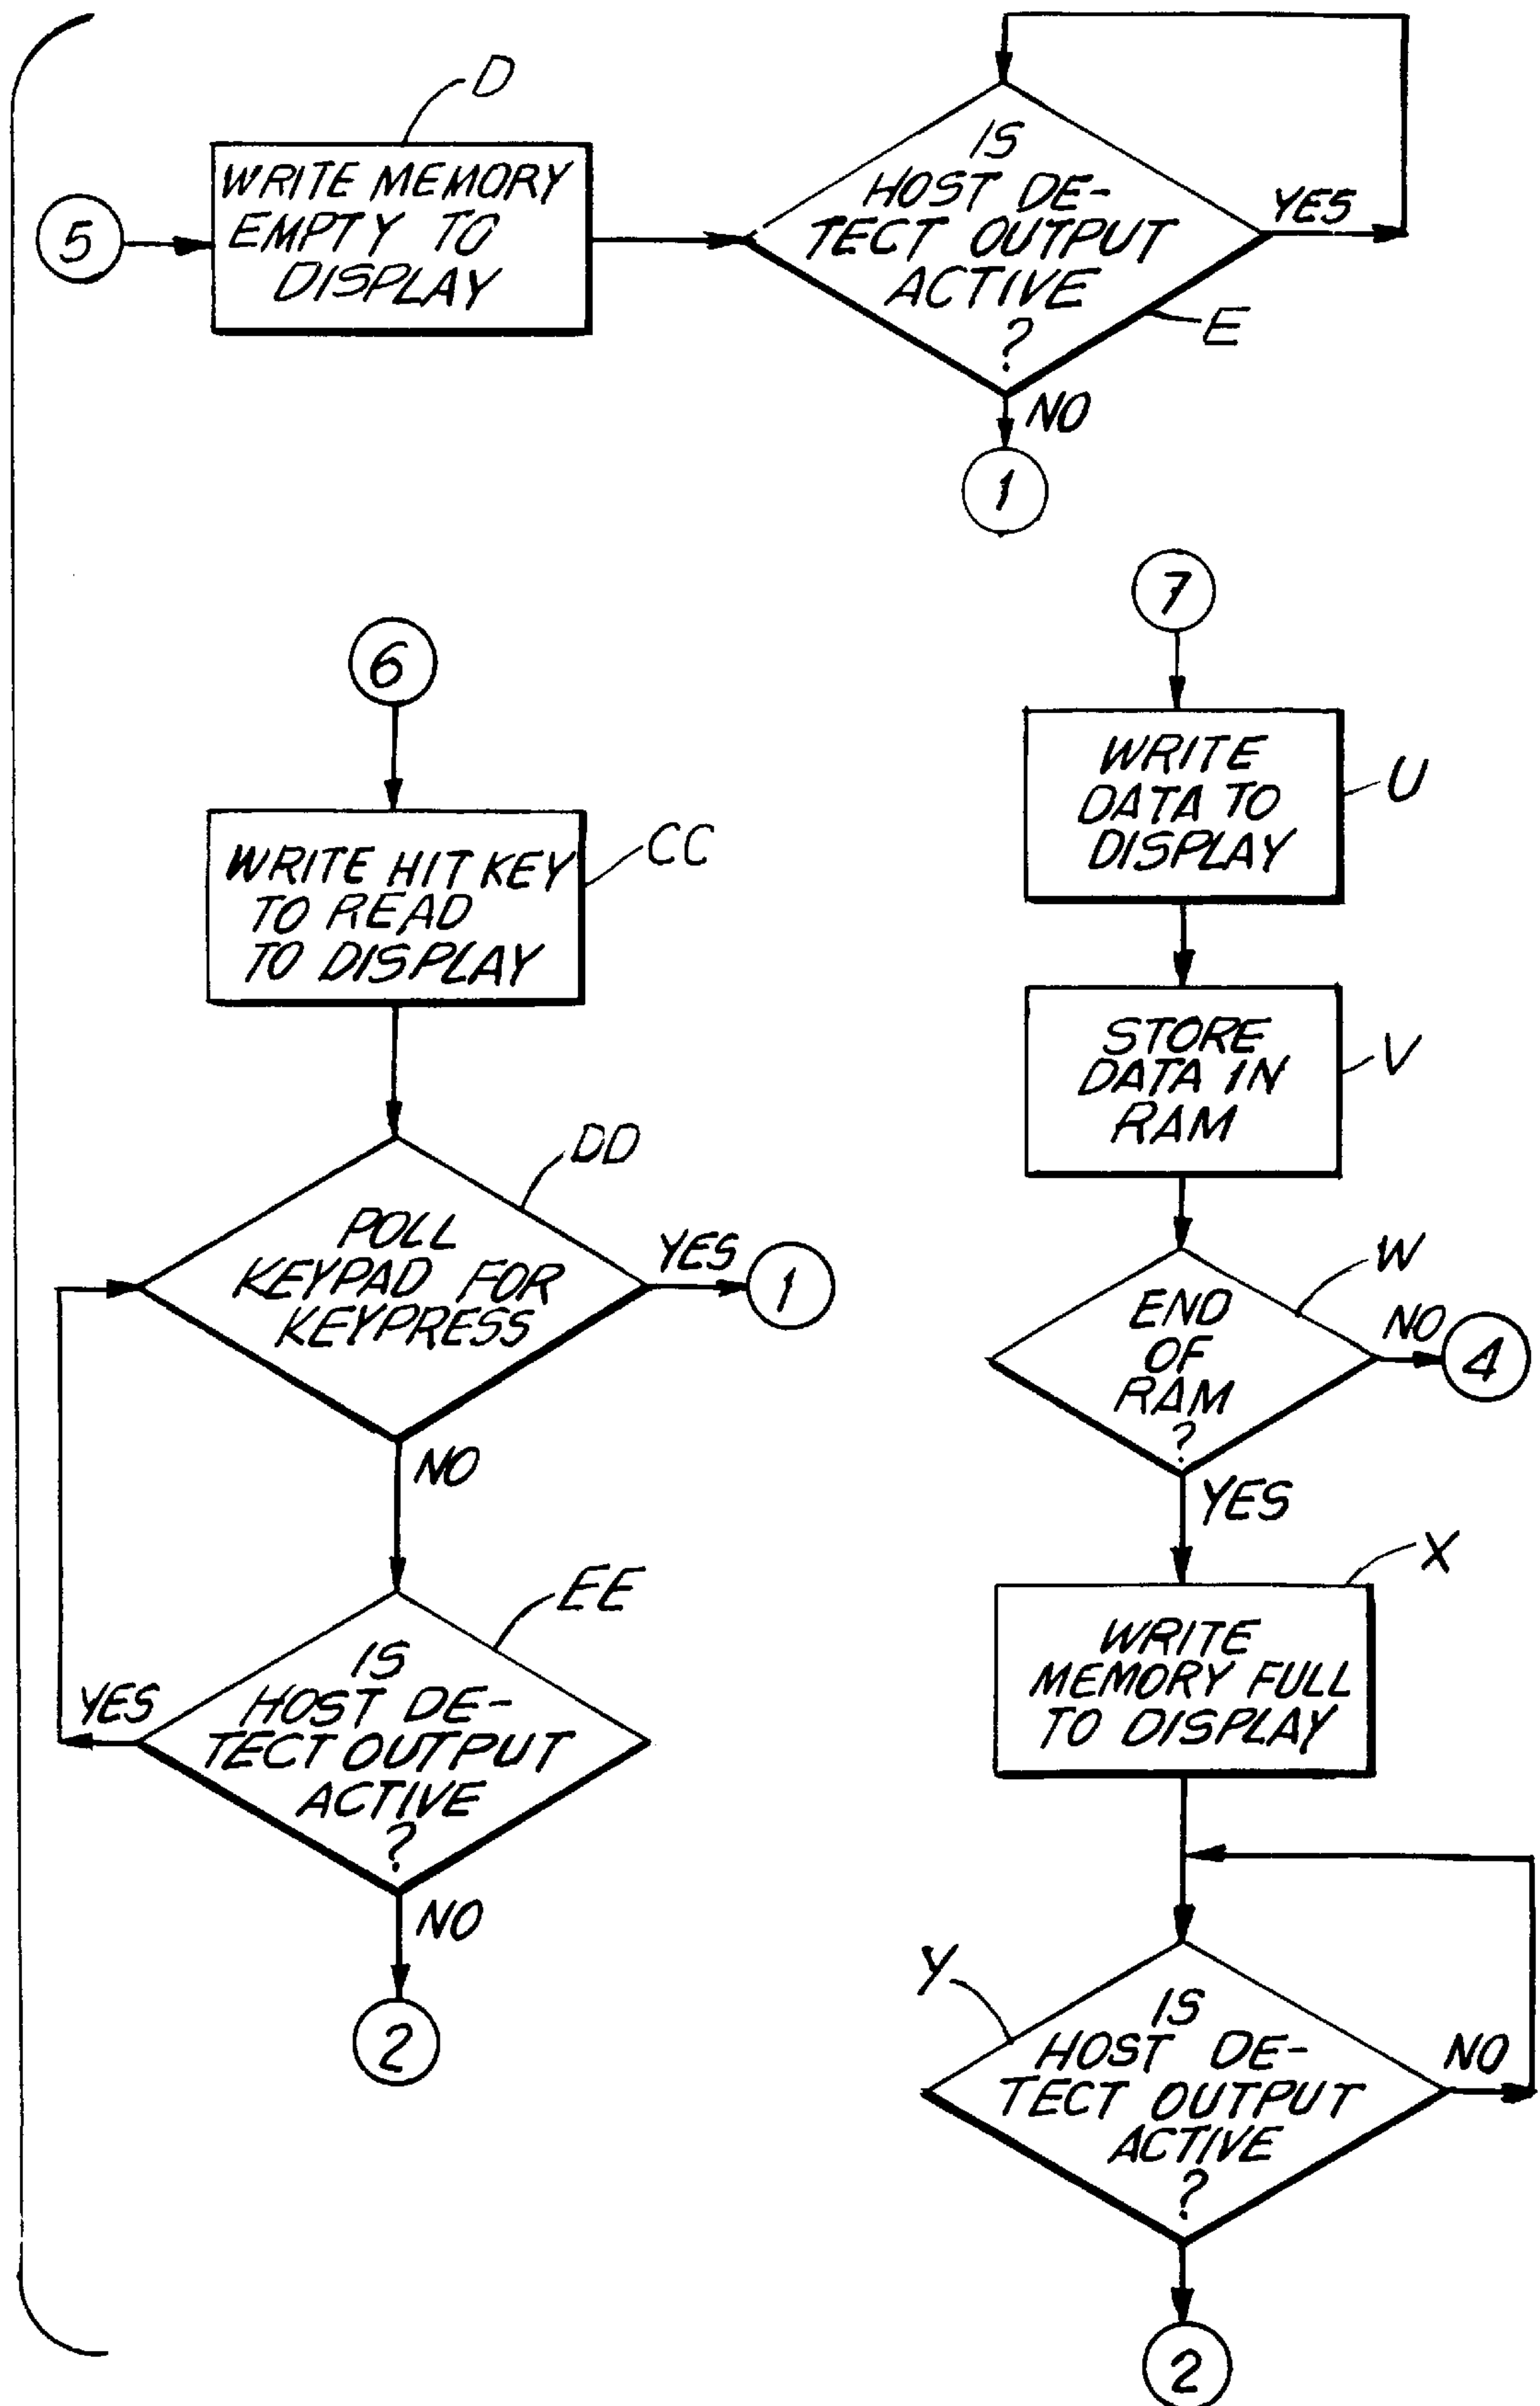 D
5
WRITE MEMORY
EMPTY TO
DISPLAY
IS
HOST DE-
TECT OUTPUT
ACTIVE
?
YES
E
NO
1
6
WRITE HIT KEY
TO READ
TO DISPLAY
CC
POLL
KEYPAD FOR
KEYPRESS
DD
YES
1
NO
IS
HOST DE-
TECT OUTPUT
ACTIVE
?
EE
YES
NO
2
7
WRITE
DATA TO
DISPLAY
U
STORE
DATA IN
RAM
V
END
OF
RAM
?
W
NO
4
YES
WRITE
MEMORY FULL
TO DISPLAY
X
Y
IS
HOST DE-
TECT OUTPUT
ACTIVE
?
NO
2